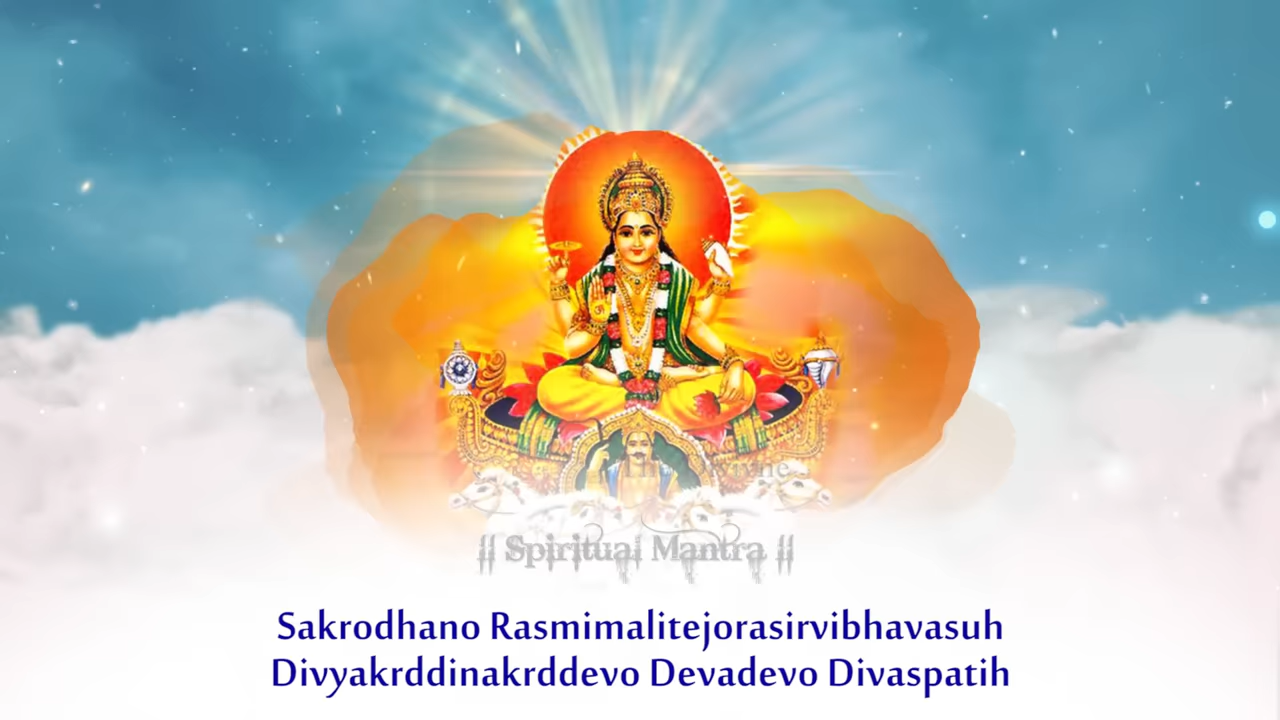 || Spiritual Mantra ||
Sakrodhano Rasmimalitejorasirvibhavasuh
Divyakrddinakrddevo Devadevo Divaspatih